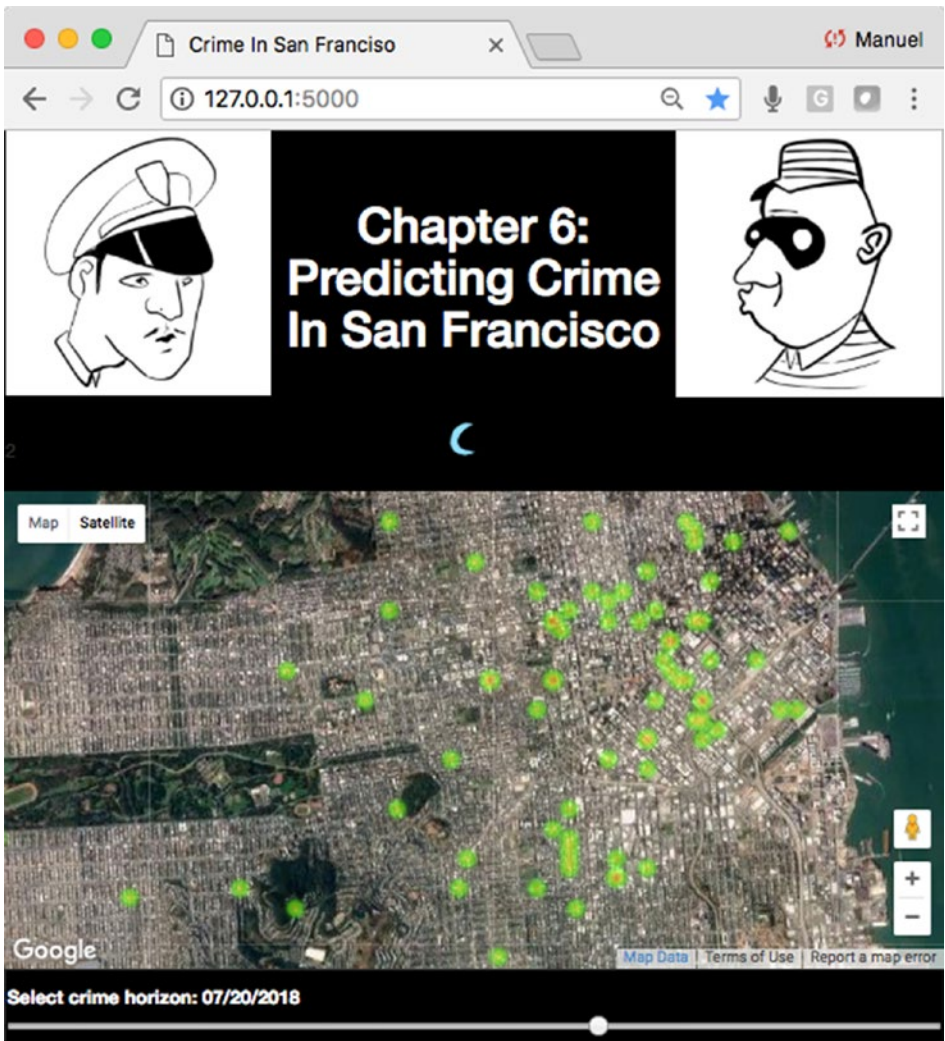 Crime In San Franciso
Manuel
127.0.0.1:5000
G
Chapter 6:
Predicting Crime
In San Francisco
2
Map Satellite
Google
Map Data Terms of Use Report a map error
Select crime horizon: 07/20/2018